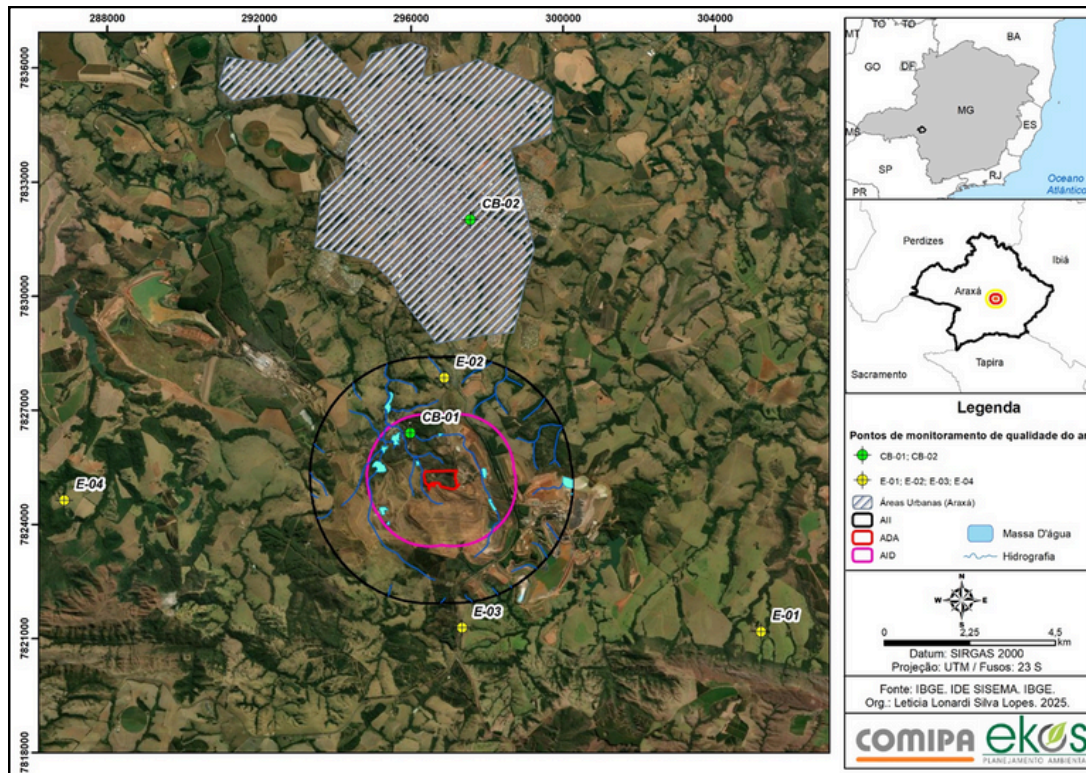 288000 292000 296000 300000 304000
7836000
7833000
7830000
7827000
7824000
7821000
7818000
CB-02
E-02
CB-01
E-04
E-03
E-01
MT TO TO BA
GO DF
MG
MS ES
SP
RJ
PR
Oceano
Atlântico
Perdizes
Ibiá
Araxá
Sacramento
Tapira
Legenda
Pontos de monitoramento de qualidade do ar
CB-01; CB-02
E-01; E-02; E-03; E-04
Áreas Urbanas (Araxá)
AII
ADA
AID
Massa D'água
Hidrografia
N
W E
S
0 2,25 4,5
km
Datum: SIRGAS 2000
Projeção: UTM / Fusos: 23 S
Fonte: IBGE. IDE SISEMA. IBGE.
Org.: Leticia Lonardi Silva Lopes. 2025.
COMIPA
ekos
PLANEJAMENTO AMBIENTAL